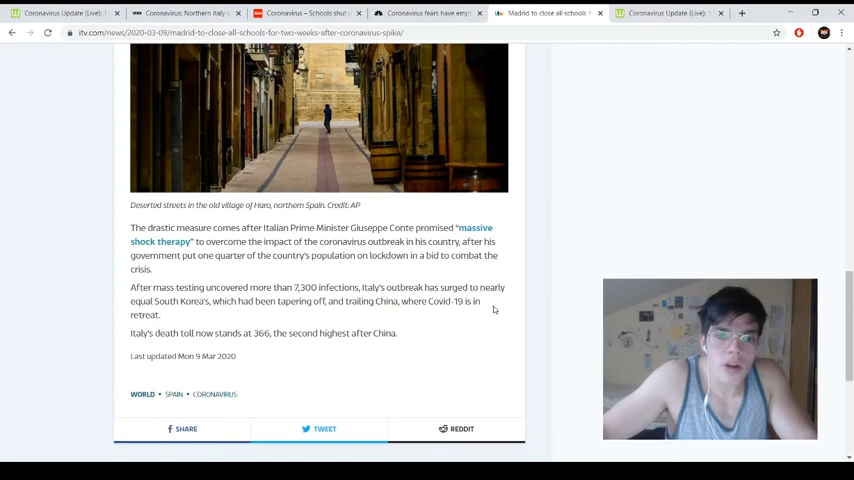 Coronavirus Update (Live): 1
Coronavirus: Northern Italy
Coronavirus – Schools shut
Coronavirus fears have emp
Madrid to close all schools f
Coronavirus Update (Live): 1
itv.com/news/2020-03-09/madrid-to-close-all-schools-for-two-weeks-after-coronavirus-spike/
Deserted streets in the old village of Haro, northern Spain. Credit: AP
The drastic measure comes after Italian Prime Minister Giuseppe Conte promised “massive
shock therapy” to overcome the impact of the coronavirus outbreak in his country, after his
government put one quarter of the country's population on lockdown in a bid to combat the
crisis.
After mass testing uncovered more than 7,300 infections, Italy's outbreak has surged to nearly
equal South Korea's, which had been tapering off, and trailing China, where Covid-19 is in
retreat.
Italy's death toll now stands at 366, the second highest after China.
Last updated Mon 9 Mar 2020
WORLD • SPAIN • CORONAVIRUS
SHARE
TWEET
REDDIT